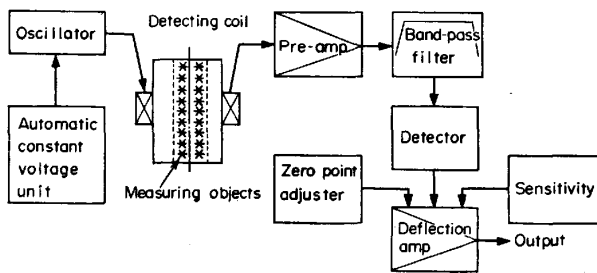 Oscillator
Detecting coil
Pre-amp
Band-pass
filter
Automatic
constant
voltage
unit
Measuring objects
Detector
Zero point
adjuster
Sensitivity
Deflection
amp
Output